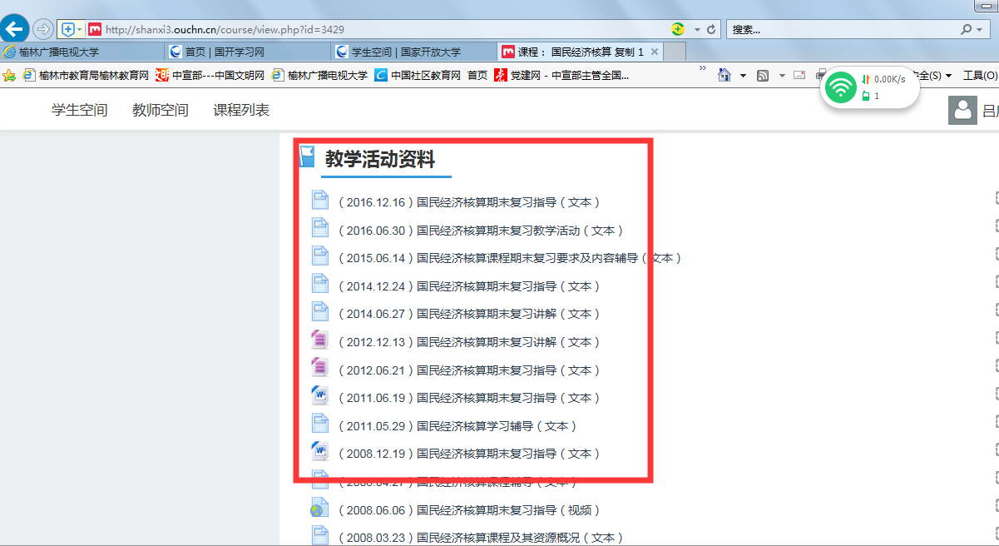 http://shanxi3.ouchn.cn/course/view.php?id=3429
搜索...
榆林广播电视大学
首页 | 国开学习网
学生空间 | 国家开放大学
课程： 国民经济核算 复制 1
榆林市教育局榆林教育网
中宣部---中国文明网
榆林广播电视大学
中国社区教育网
首页
党建网 - 中宣部主管全国...
全(S)
工具(O)
0.00K/s
1
学生空间
教师空间
课程列表
吕
教学活动资料
（2016.12.16）国民经济核算期末复习指导（文本）
（2016.06.30）国民经济核算期末复习教学活动（文本）
（2015.06.14）国民经济核算课程期末复习要求及内容辅导（文本）
（2014.12.24）国民经济核算期末复习指导（文本）
（2014.06.27）国民经济核算期末复习讲解（文本）
（2012.12.13）国民经济核算期末复习讲解（文本）
（2012.06.21）国民经济核算期末复习指导（文本）
（2011.06.19）国民经济核算期末复习指导（文本）
（2011.05.29）国民经济核算学习辅导（文本）
（2008.12.19）国民经济核算期末复习指导（文本）
（2008.04.27）国民经济核算课程辅导（文本）
（2008.06.06）国民经济核算期末复习指导（视频）
（2008.03.23）国民经济核算课程及其资源概况（文本）